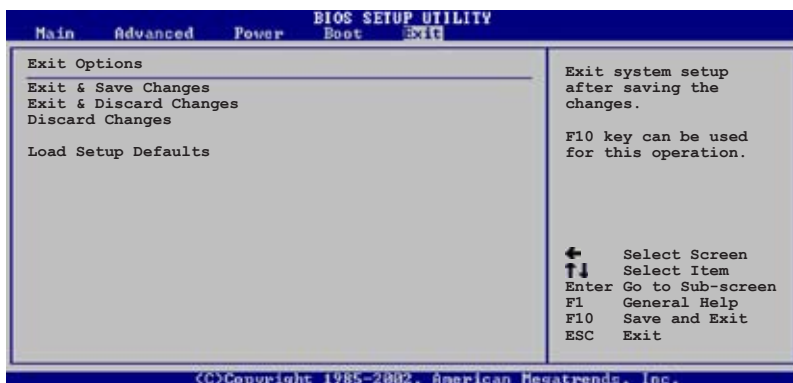 BIOS SETUP UTILITY
Main Advanced Power Boot Exit
Exit Options
Exit & Save Changes
Exit & Discard Changes
Discard Changes
Load Setup Defaults
Exit system setup
after saving the
changes.
F10 key can be used
for this operation.
← Select Screen
↑↓ Select Item
Enter Go to Sub-screen
F1 General Help
F10 Save and Exit
ESC Exit
(C)Copyright 1985-2002, American Megatrends, Inc.